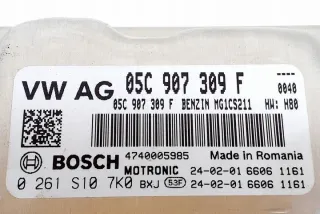 VW AG 05C 907 309 F 0040
05C 907 309 F BENZIN MG1CS211 HW: H80
BOSCH 4740005985 Made in Romania
MOTRONIC 24-02-01 6606 1161
0 261 S10 7K0 BXJ 53F 24-02-01 6606 1161